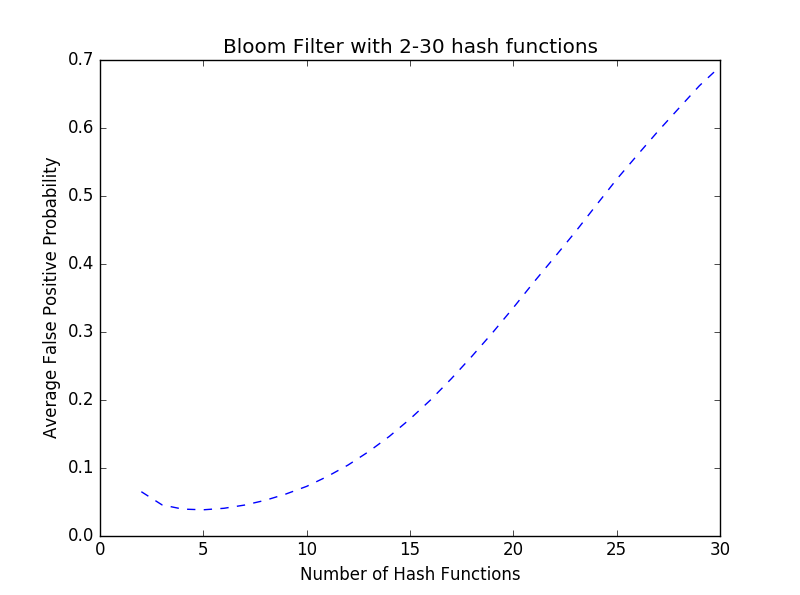 Bloom Filter with 2-30 hash functions
0.7
0.6
0.5
0.4
0.3
0.2
0.1
0.0
Average False Positive Probability
0 5 10 15 20 25 30
Number of Hash Functions